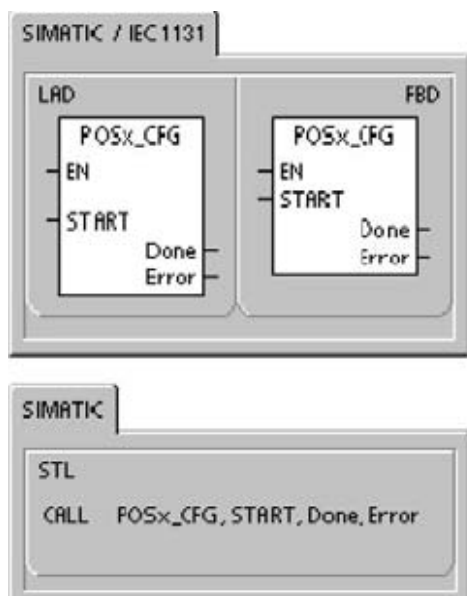 SIMATIC / IEC 1131
LAD
FBD
POSx_CFG
EN
START
Done
Error
POSx_CFG
EN
START
Done
Error
SIMATIC
STL
CALL POSx_CFG, START, Done, Error